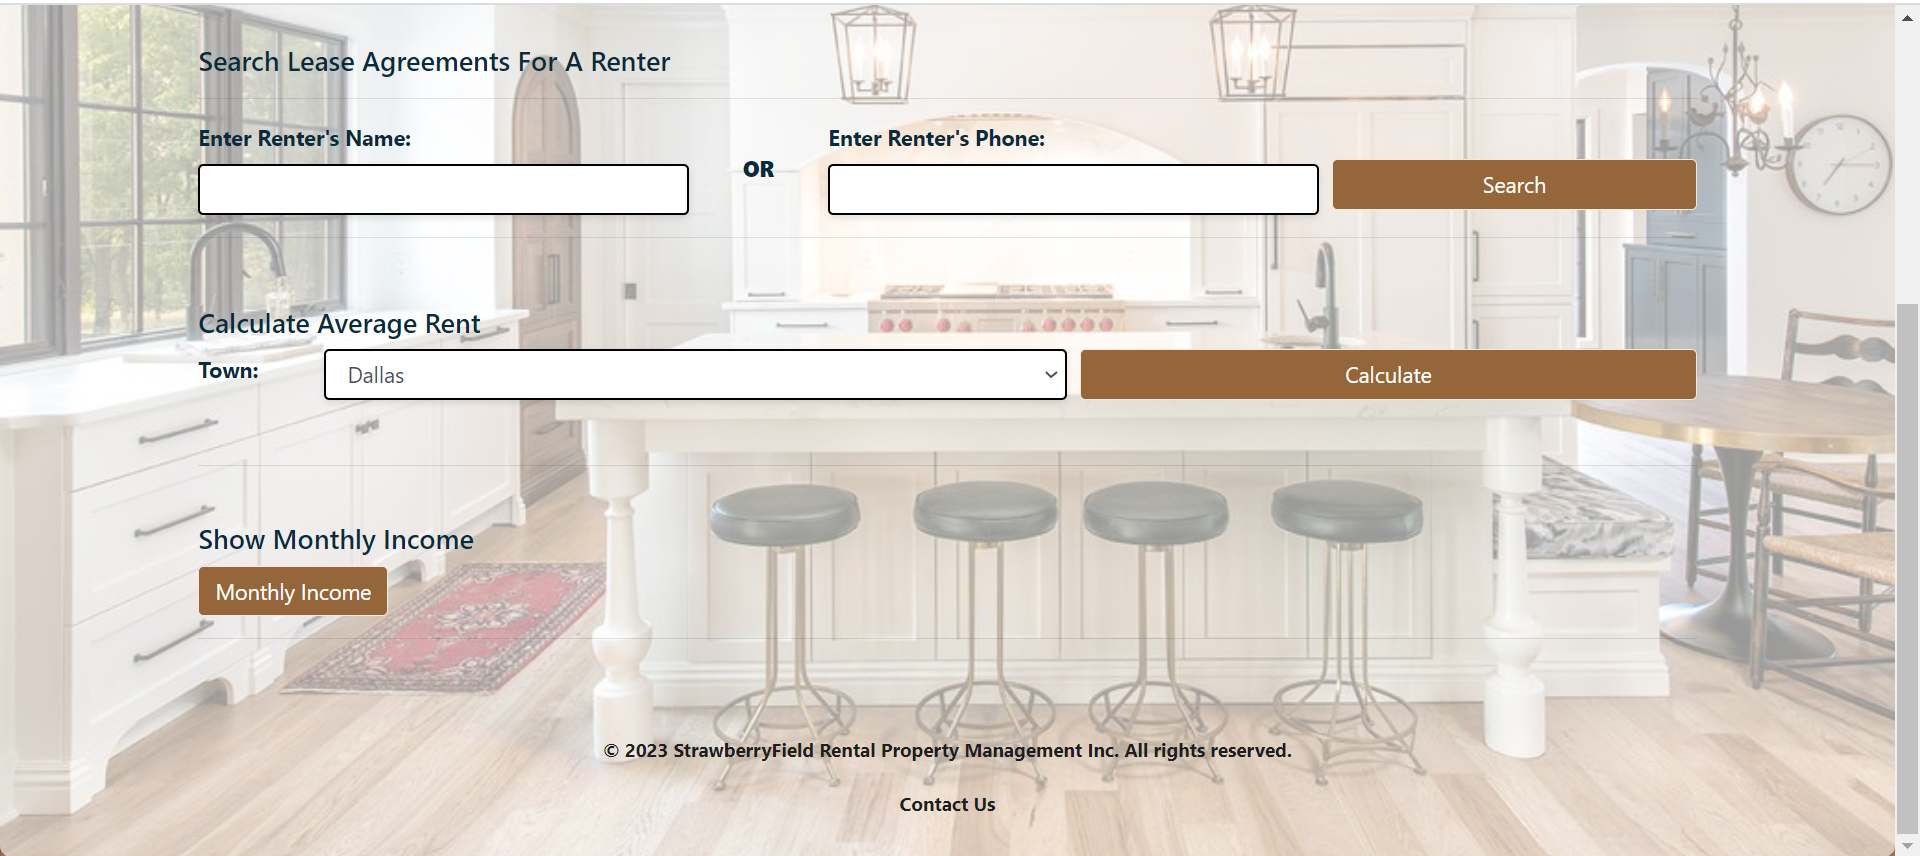 Search Lease Agreements For A Renter
Enter Renter's Name:
OR
Enter Renter's Phone:
Search
Calculate Average Rent
Town:
Dallas
Calculate
Show Monthly Income
Monthly Income
© 2023 StrawberryField Rental Property Management Inc. All rights reserved.
Contact Us